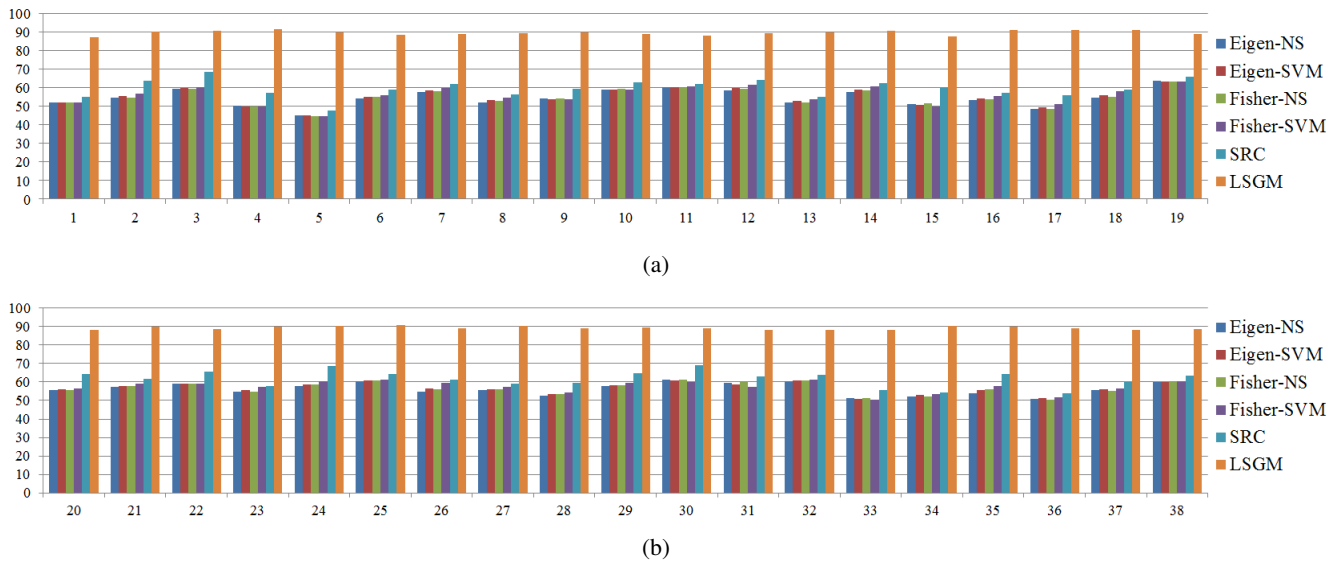 100
90
80
70
60
50
40
30
20
10
0
1 2 3 4 5 6 7 8 9 10 11 12 13 14 15 16 17 18 19
Eigen-NS
Eigen-SVM
Fisher-NS
Fisher-SVM
SRC
LSGM
(a)
100
90
80
70
60
50
40
30
20
10
0
20 21 22 23 24 25 26 27 28 29 30 31 32 33 34 35 36 37 38
Eigen-NS
Eigen-SVM
Fisher-NS
Fisher-SVM
SRC
LSGM
(b)